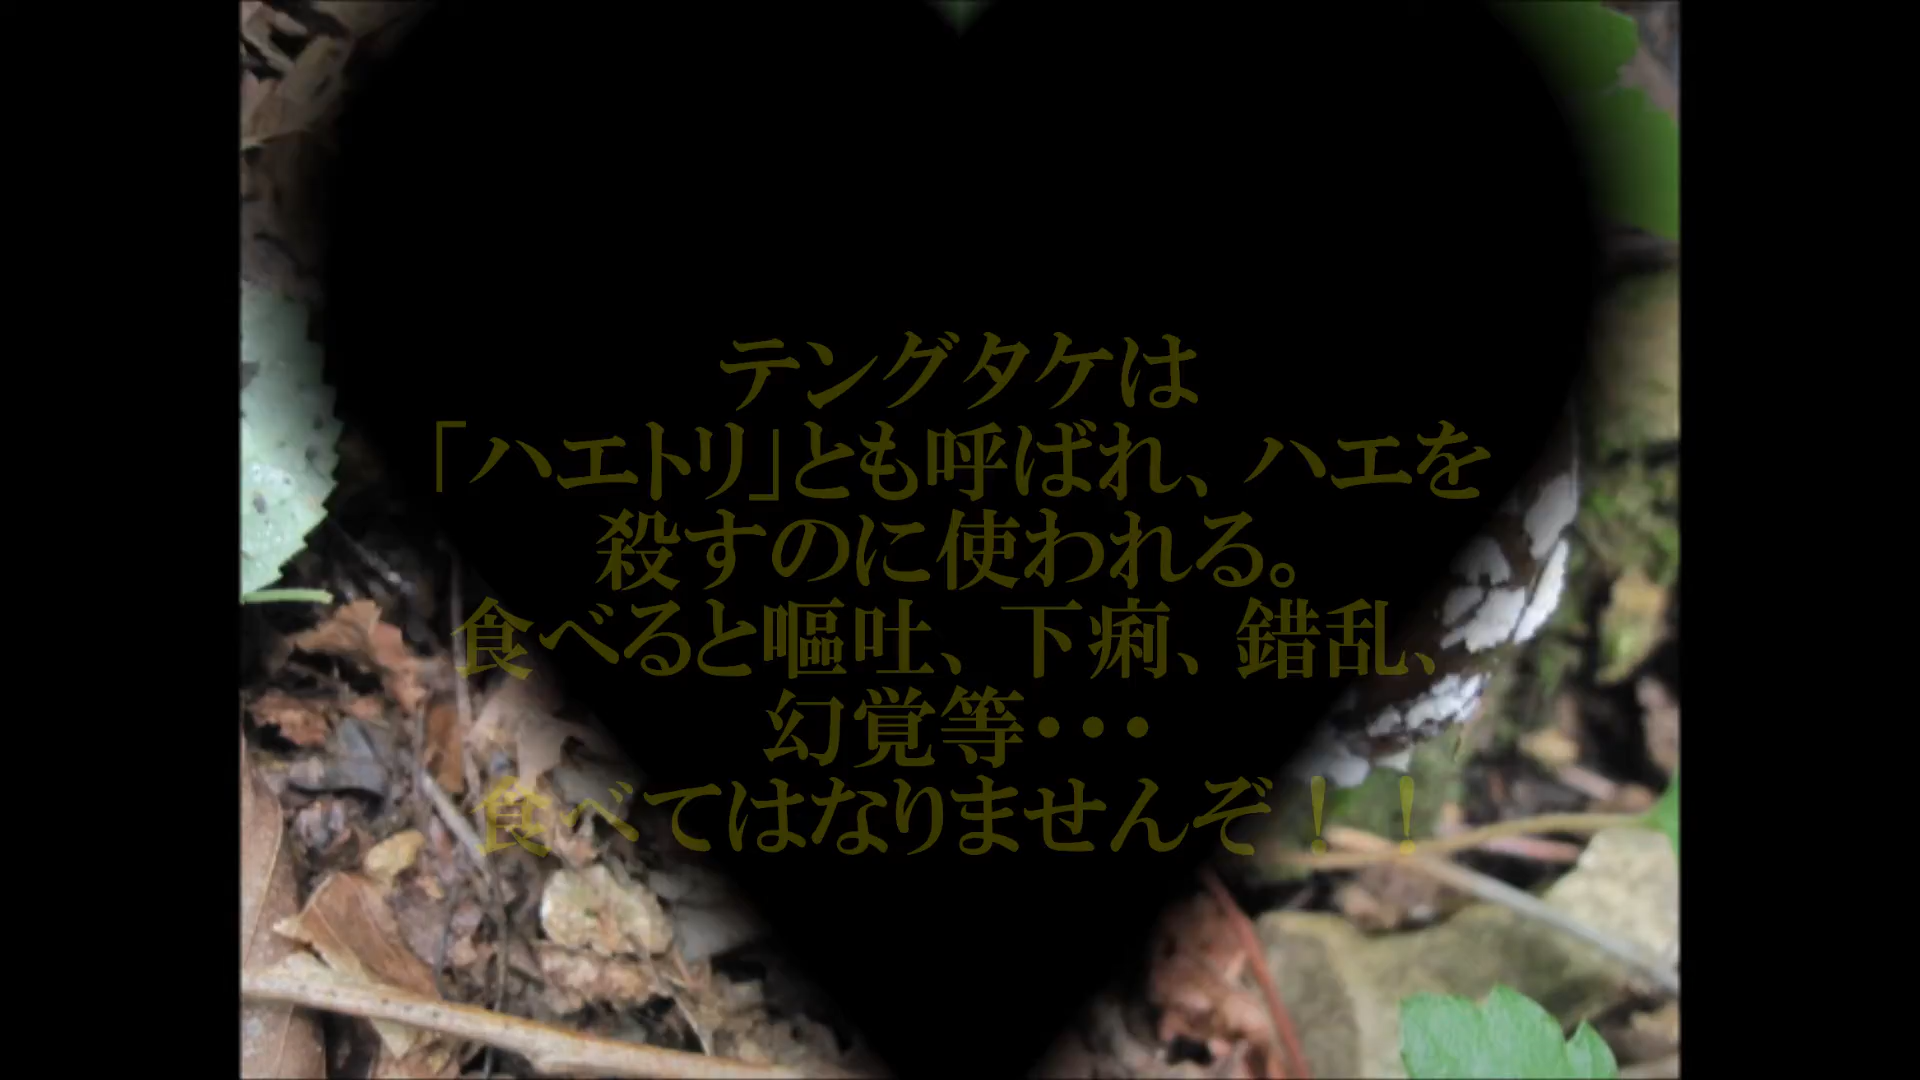 テングタケは
「ハエトリ」とも呼ばれ、ハエを
殺すのに使われる。
食べると嘔吐、下痢、錯乱、
幻覚等・・・
食べてはなりませんぞ！！